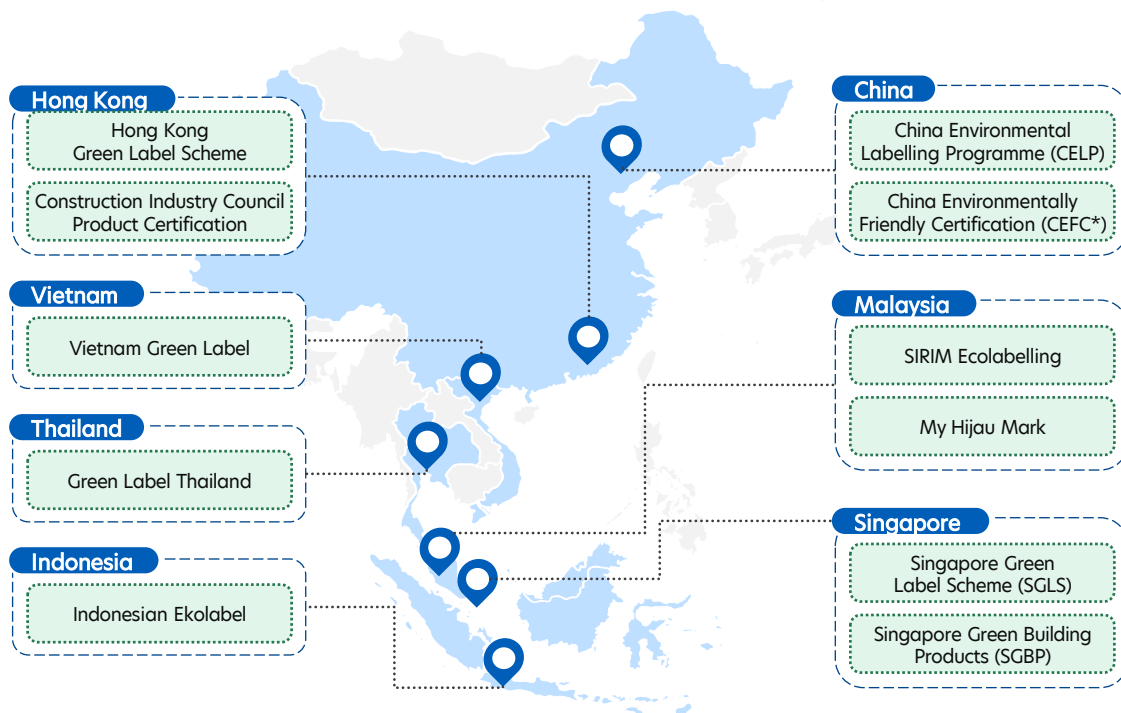 Hong Kong
Hong Kong
Green Label Scheme
Construction Industry Council
Product Certification
Vietnam
Vietnam Green Label
Thailand
Green Label Thailand
Indonesia
Indonesian Ekolabel
China
China Environmental
Labelling Programme (CELP)
China Environmentally
Friendly Certification (CEFC*)
Malaysia
SIRIM Ecolabelling
My Hijau Mark
Singapore
Singapore Green
Label Scheme (SGLS)
Singapore Green Building
Products (SGBP)